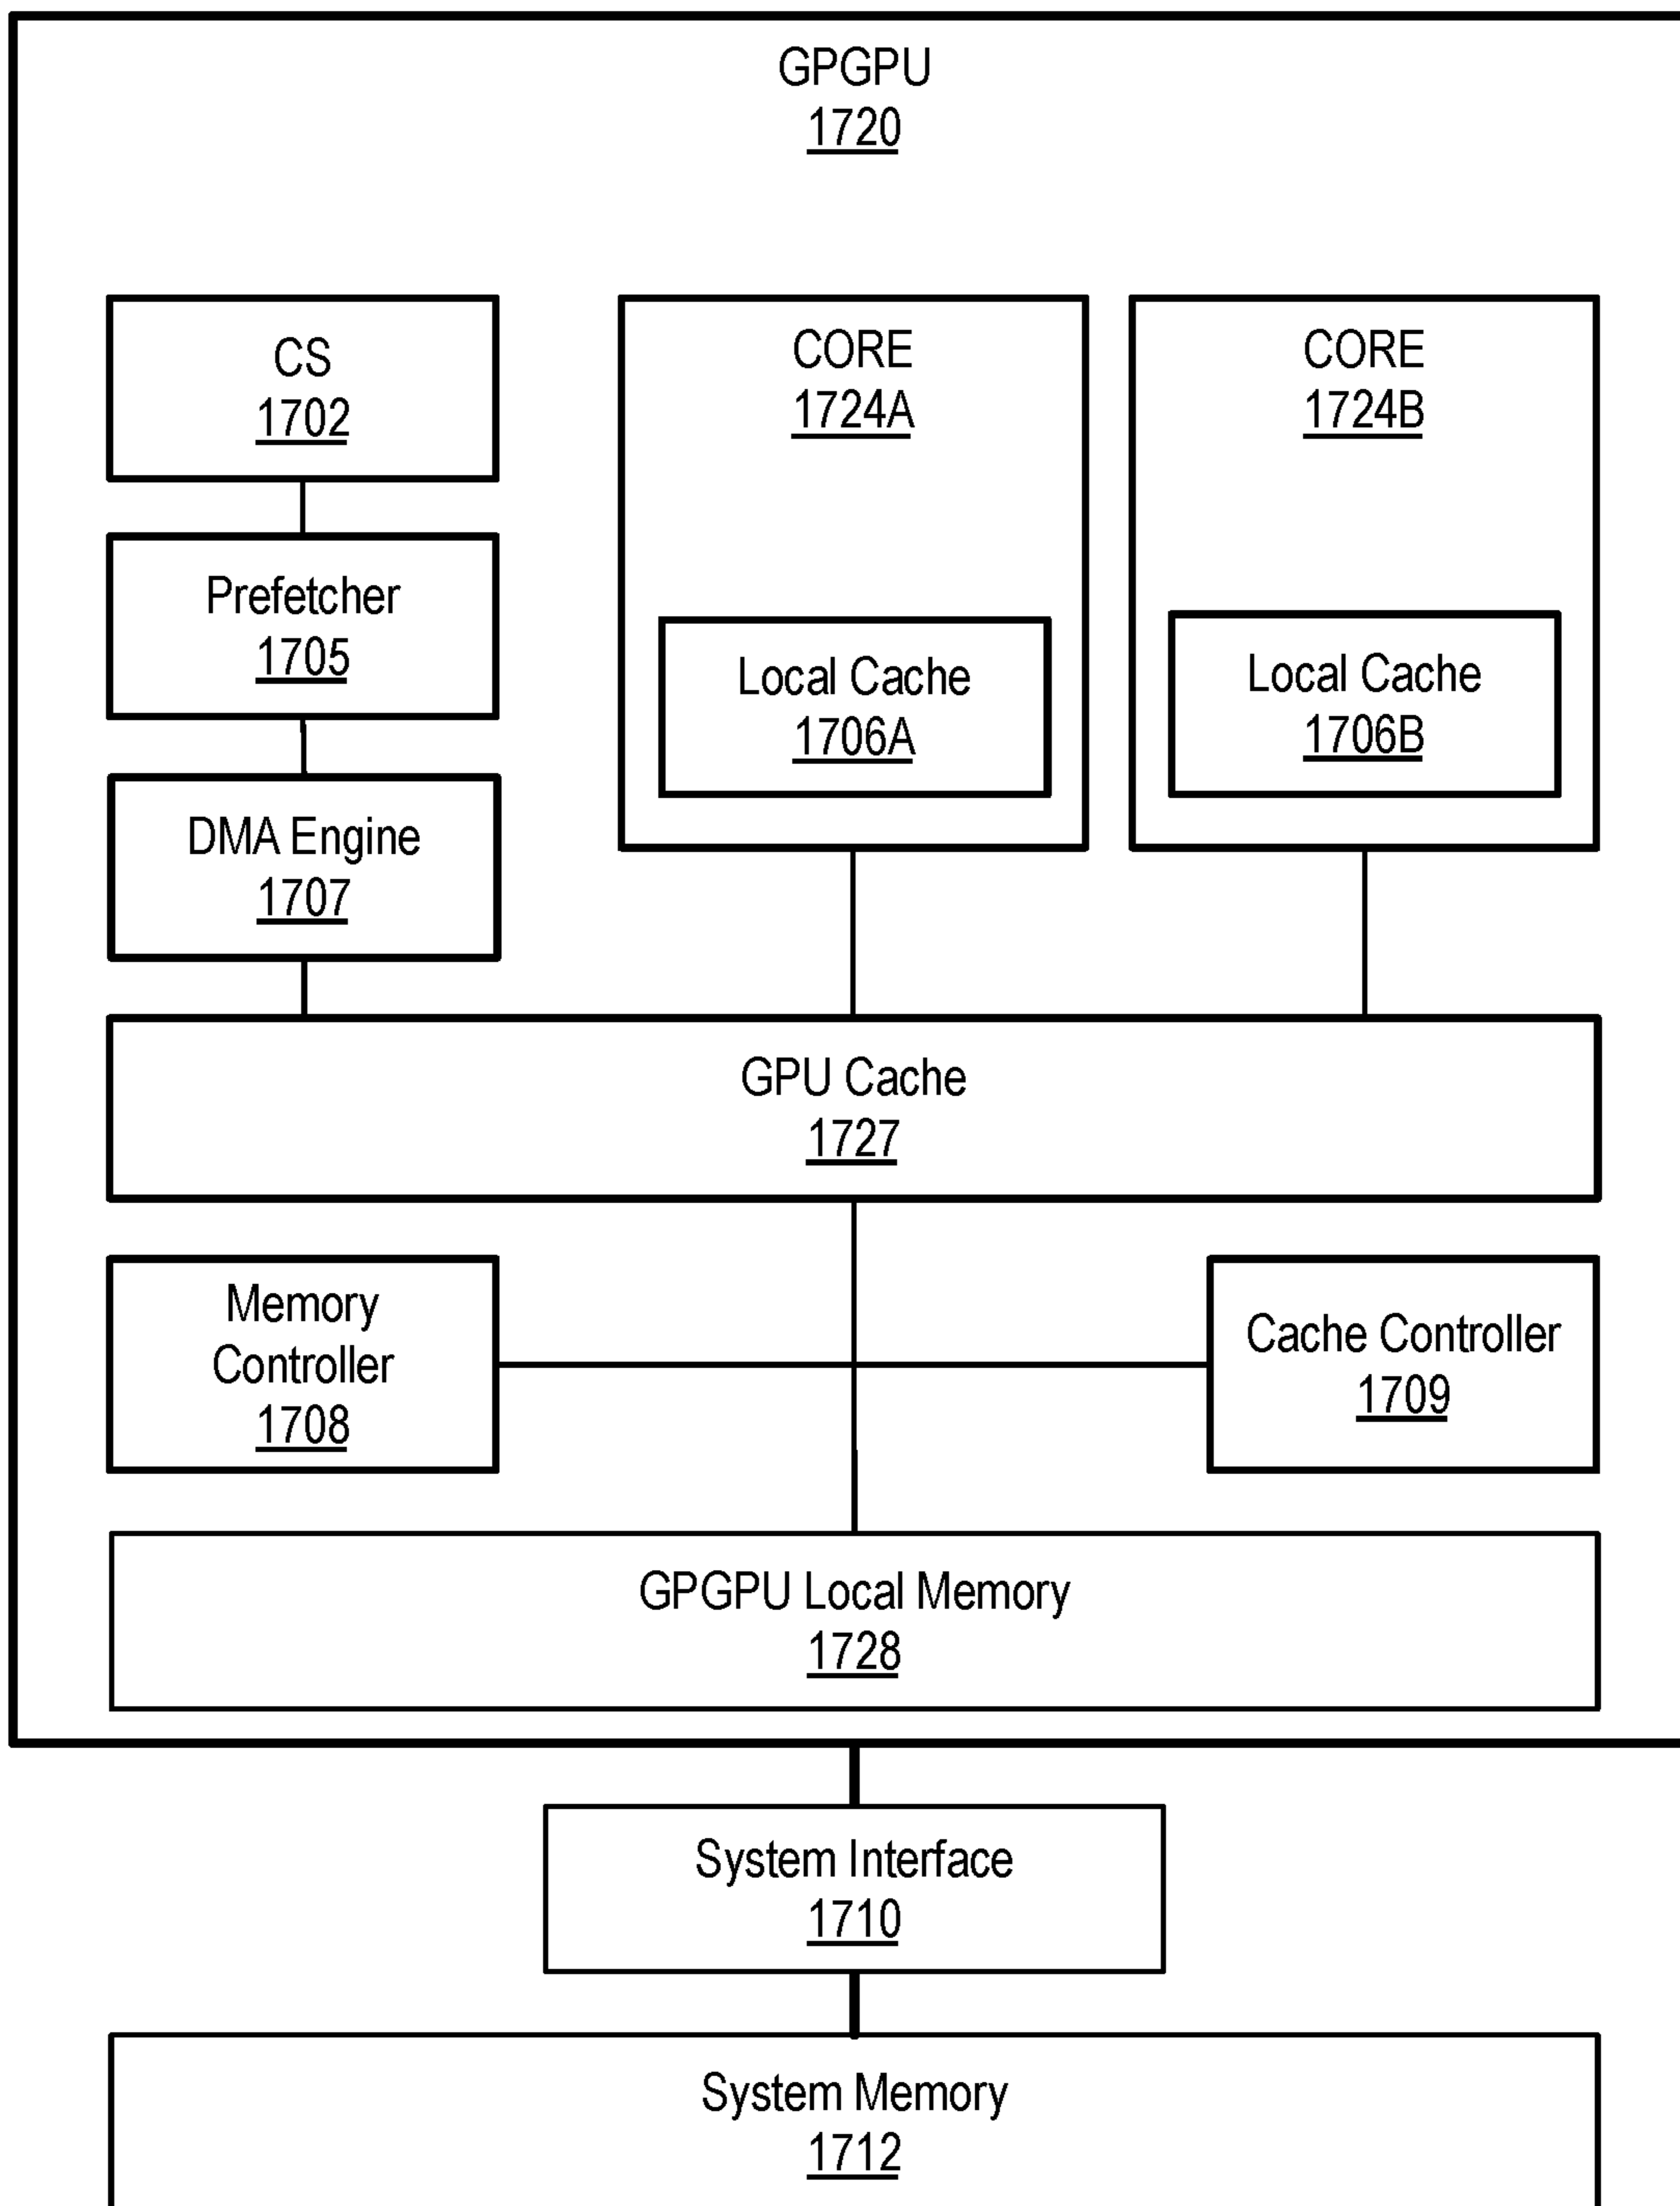 GPGPU
1720
CS
1702
CORE
1724A
CORE
1724B
Prefetcher
1705
Local Cache
1706A
Local Cache
1706B
DMA Engine
1707
GPU Cache
1727
Memory
Controller
1708
Cache Controller
1709
GPGPU Local Memory
1728
System Interface
1710
System Memory
1712